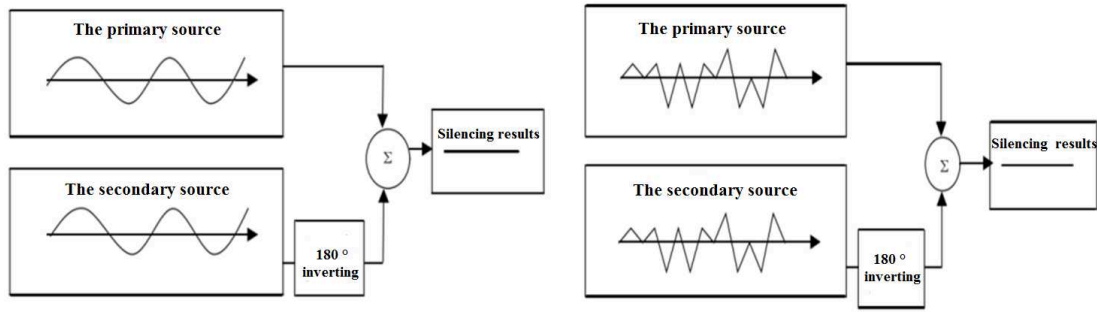 The primary source
Silencing results
Σ
The secondary source
180 °
inverting
The primary source
Silencing results
Σ
The secondary source
180 °
inverting